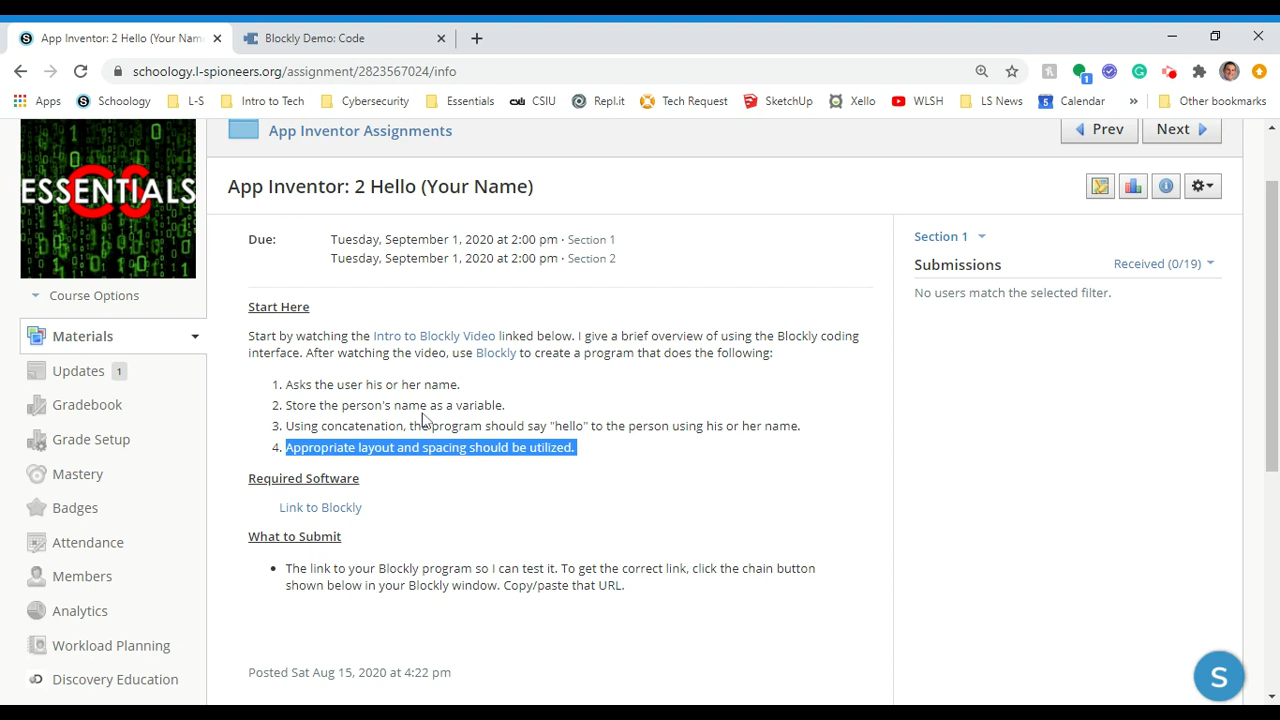 App Inventor: 2 Hello (Your Nam
Blockly Demo: Code
schoology.l-spioneers.org/assignment/2823567024/info
Apps
Schoology
L-S
Intro to Tech
Cybersecurity
Essentials
CSIU
Repl.it
Tech Request
SketchUp
Xello
WLSH
LS News
Calendar
Other bookmarks
ESSENTIALS
CS
Course Options
Materials
Updates 1
Gradebook
Grade Setup
Mastery
Badges
Attendance
Members
Analytics
Workload Planning
Discovery Education
App Inventor Assignments
Prev
Next
App Inventor: 2 Hello (Your Name)
Due:
Tuesday, September 1, 2020 at 2:00 pm · Section 1
Tuesday, September 1, 2020 at 2:00 pm · Section 2
Start Here
Start by watching the Intro to Blockly Video linked below. I give a brief overview of using the Blockly coding
interface. After watching the video, use Blockly to create a program that does the following:
1. Asks the user his or her name.
2. Store the person's name as a variable.
3. Using concatenation, the program should say "hello" to the person using his or her name.
4. Appropriate layout and spacing should be utilized.
Required Software
Link to Blockly
What to Submit
• The link to your Blockly program so I can test it. To get the correct link, click the chain button
shown below in your Blockly window. Copy/paste that URL.
Posted Sat Aug 15, 2020 at 4:22 pm
Section 1
Submissions
Received (0/19)
No users match the selected filter.
S